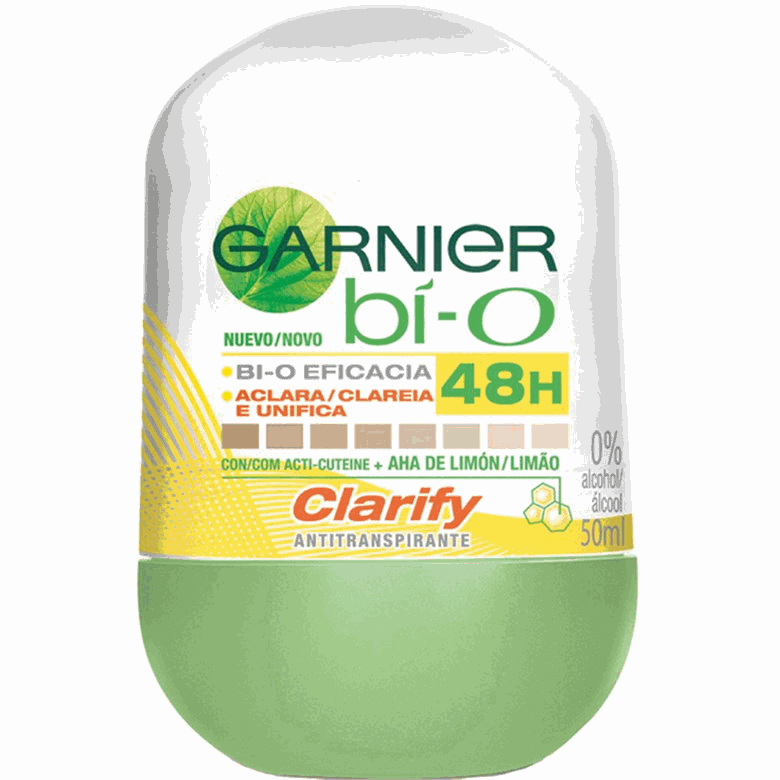 GARNIER
bí-O
NUEVO/NOVO
•BI-O EFICACIA
48H
•ACLARA/CLAREIA
E UNIFICA
CON/COM ACTI-CUTEINE + AHA DE LIMÓN/LIMÃO
0%
alcohol/
álcool
50ml
Clarify
ANTITRANSPIRANTE